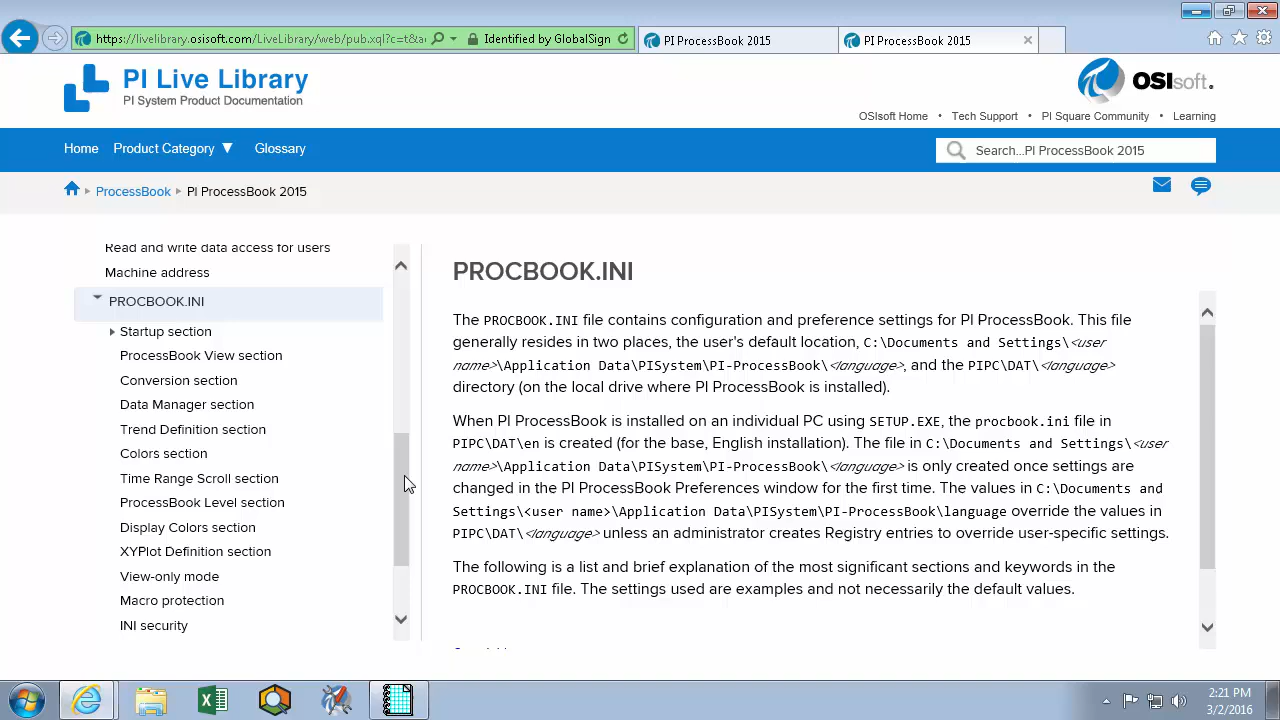 https://livelibrary.osisoft.com/LiveLibrary/web/pub.xql?c=t&a
Identified by GlobalSign
PI ProcessBook 2015
PI ProcessBook 2015
PI Live Library
PI System Product Documentation
OSIsoft.
OSIsoft Home • Tech Support • PI Square Community • Learning
Home Product Category ▼ Glossary
Search...PI ProcessBook 2015
ProcessBook PI ProcessBook 2015
Read and write data access for users
Machine address
PROCBOOK.INI
Startup section
ProcessBook View section
Conversion section
Data Manager section
Trend Definition section
Colors section
Time Range Scroll section
ProcessBook Level section
Display Colors section
XYPlot Definition section
View-only mode
Macro protection
INI security
PROCBOOK.INI
The PROCBOOK.INI file contains configuration and preference settings for PI ProcessBook. This file
generally resides in two places, the user's default location, C:\Documents and Settings\<user
name>\Application Data\PISystem\PI-ProcessBook\<language>, and the PIPC\DAT\<language>
directory (on the local drive where PI ProcessBook is installed).
When PI ProcessBook is installed on an individual PC using SETUP.EXE, the procbook.ini file in
PIPC\DAT\en is created (for the base, English installation). The file in C:\Documents and Settings\<user
name>\Application Data\PISystem\PI-ProcessBook\<language> is only created once settings are
changed in the PI ProcessBook Preferences window for the first time. The values in C:\Documents and
Settings\<user name>\Application Data\PISystem\PI-ProcessBook\language override the values in
PIPC\DAT\<language> unless an administrator creates Registry entries to override user-specific settings.
The following is a list and brief explanation of the most significant sections and keywords in the
PROCBOOK.INI file. The settings used are examples and not necessarily the default values.
2:21 PM
3/2/2016